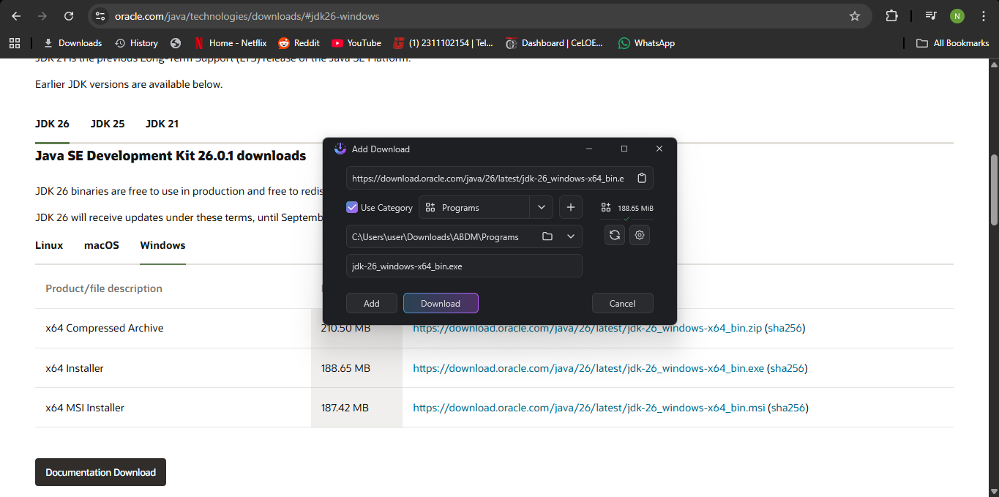 oracle.com/java/technologies/downloads/#jdk26-windows
N
Downloads
History
Home - Netflix
Reddit
YouTube
(1) 2311102154 | Tel...
Dashboard | CeLOE...
WhatsApp
All Bookmarks
JDK 21 is the previous Long-Term Support (LTS) release of the Java SE Platform.
Earlier JDK versions are available below.
JDK 26
JDK 25
JDK 21
Java SE Development Kit 26.0.1 downloads
JDK 26 binaries are free to use in production and free to redis
JDK 26 will receive updates under these terms, until Septemb
Linux
macOS
Windows
Product/file description
x64 Compressed Archive
210.50 MB
https://download.oracle.com/java/26/latest/jdk-26_windows-x64_bin.zip (sha256)
x64 Installer
188.65 MB
https://download.oracle.com/java/26/latest/jdk-26_windows-x64_bin.exe (sha256)
x64 MSI Installer
187.42 MB
https://download.oracle.com/java/26/latest/jdk-26_windows-x64_bin.msi (sha256)
Documentation Download
Add Download
https://download.oracle.com/java/26/latest/jdk-26_windows-x64_bin.e
Use Category
Programs
188.65 MiB
C:\Users\user\Downloads\ABDM\Programs
jdk-26_windows-x64_bin.exe
Add
Download
Cancel